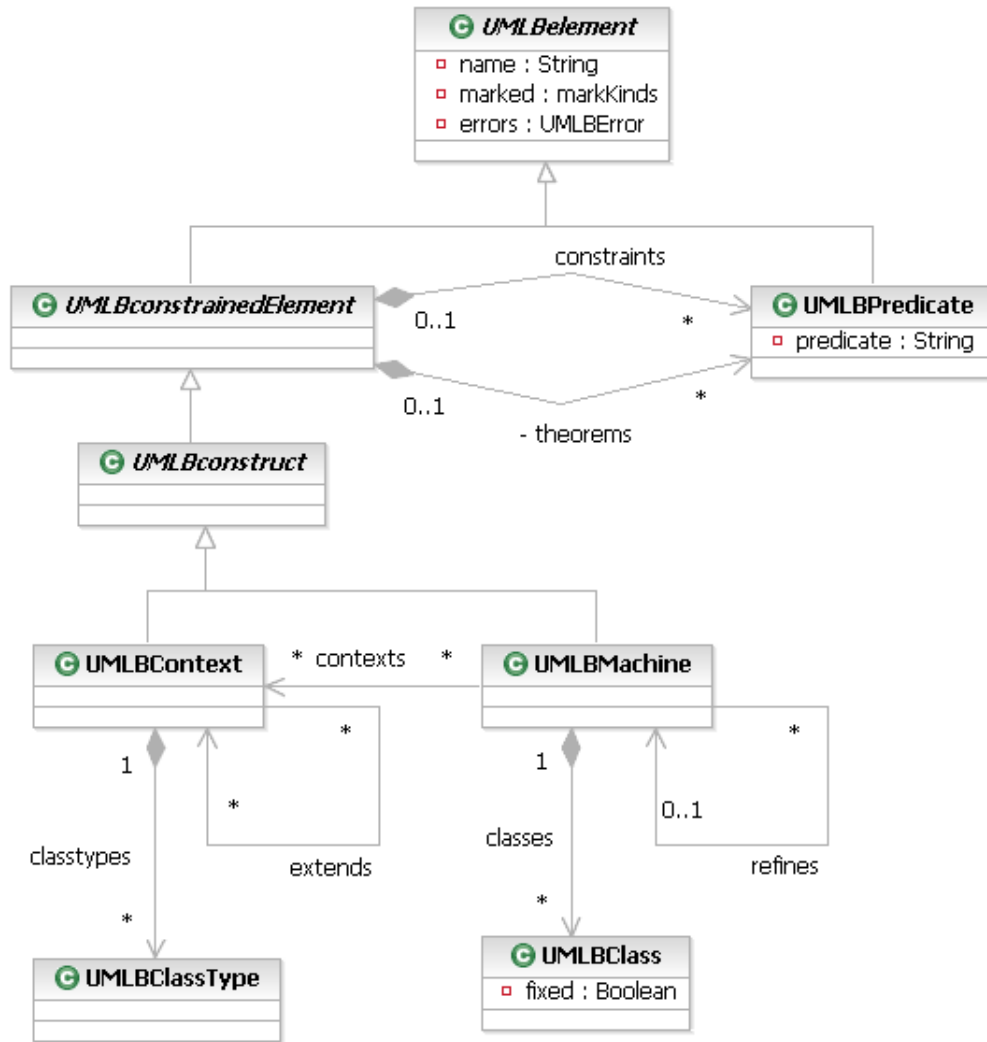 C UMLBelement
name : String
marked : markKinds
errors : UMLBError
constraints
C UMLBconstrainedElement
0..1
*
C UMLBPredicate
predicate : String
0..1
*
- theorems
C UMLBconstruct
C UMLBContext
* contexts *
C UMLBMachine
1
*
*
extends
classtypes
*
1
*
0..1
refines
classes
*
C UMLBClassType
C UMLBClass
fixed : Boolean